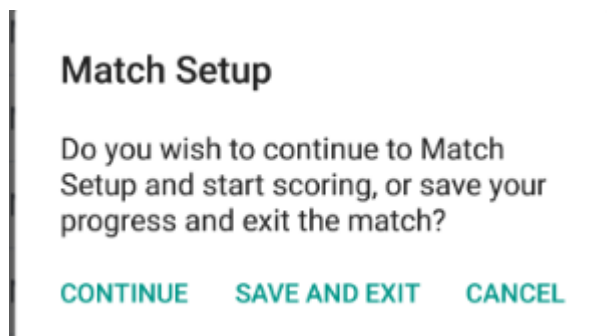 Match Setup
Do you wish to continue to Match
Setup and start scoring, or save your
progress and exit the match?
CONTINUE SAVE AND EXIT CANCEL